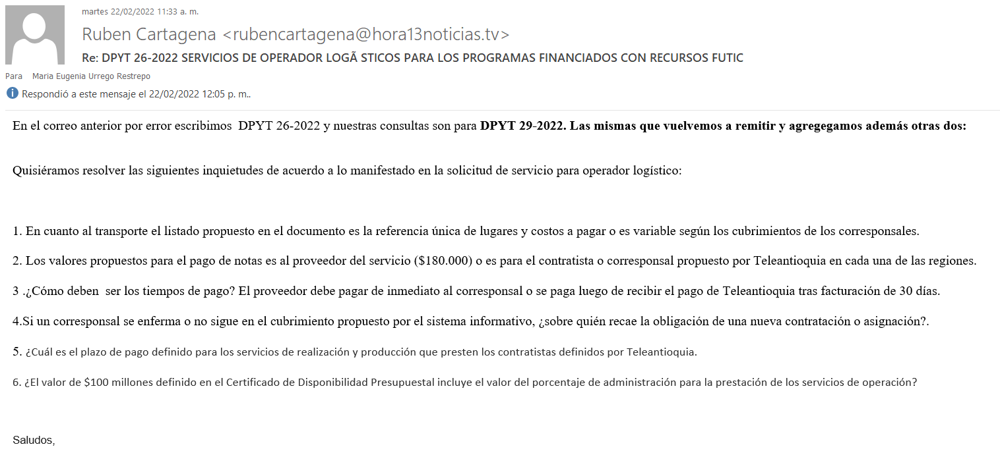 martes 22/02/2022 11:33 a. m.
Ruben Cartagena <rubencartagena@hora13noticias.tv>
Re: DPYT 26-2022 SERVICIOS DE OPERADOR LOGÃ STICOS PARA LOS PROGRAMAS FINANCIADOS CON RECURSOS FUTIC
Para Maria Eugenia Urrego Restrepo
i Respondió a este mensaje el 22/02/2022 12:05 p. m..
En el correo anterior por error escribimos DPYT 26-2022 y nuestras consultas son para DPYT 29-2022. Las mismas que vuelvemos a remitir y agregegamos además otras dos:
Quisiéramos resolver las siguientes inquietudes de acuerdo a lo manifestado en la solicitud de servicio para operador logístico:
1. En cuanto al transporte el listado propuesto en el documento es la referencia única de lugares y costos a pagar o es variable según los cubrimientos de los corresponsales.
2. Los valores propuestos para el pago de notas es al proveedor del servicio ($180.000) o es para el contratista o corresponsal propuesto por Teleantioquia en cada una de las regiones.
3 .¿Cómo deben ser los tiempos de pago? El proveedor debe pagar de inmediato al corresponsal o se paga luego de recibir el pago de Teleantioquia tras facturación de 30 días.
4.Si un corresponsal se enferma o no sigue en el cubrimiento propuesto por el sistema informativo, ¿sobre quién recae la obligación de una nueva contratación o asignación?.
5. ¿Cuál es el plazo de pago definido para los servicios de realización y producción que presten los contratistas definidos por Teleantioquia.
6. ¿El valor de $100 millones definido en el Certificado de Disponibilidad Presupuestal incluye el valor del porcentaje de administración para la prestación de los servicios de operación?
Saludos,